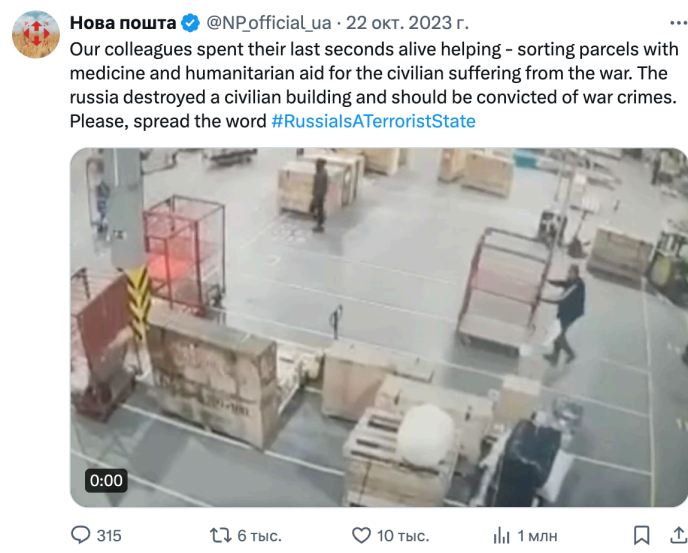 Нова пошта @NP_official_ua · 22 окт. 2023 г.
Our colleagues spent their last seconds alive helping - sorting parcels with
medicine and humanitarian aid for the civilian suffering from the war. The
russia destroyed a civilian building and should be convicted of war crimes.
Please, spread the word #RussiaIsATerroristState
0:00
315 6 тыс. 10 тыс. 1 млн